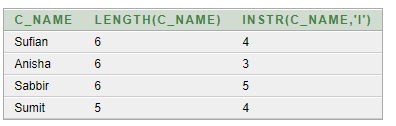 C_NAME LENGTH(C_NAME) INSTR(C_NAME,'I')
Sufian 6 4
Anisha 6 3
Sabbir 6 5
Sumit 5 4